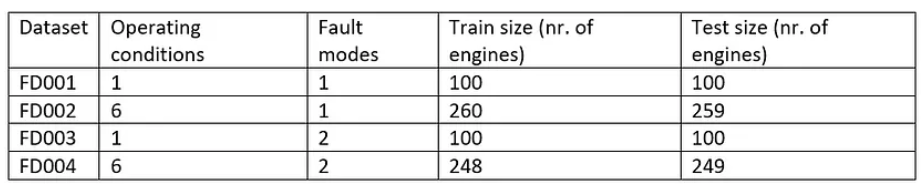 Dataset Operating conditions Fault modes Train size (nr. of engines) Test size (nr. of engines)
FD001 1 1 100 100
FD002 6 1 260 259
FD003 1 2 100 100
FD004 6 2 248 249